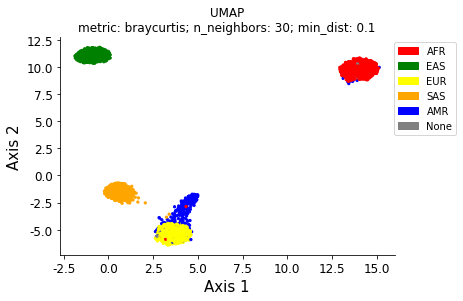 UMAP
metric: braycurtis; n_neighbors: 30; min_dist: 0.1
12.5
10.0
7.5
5.0
2.5
0.0
-2.5
-5.0
Axis 2
-2.5 0.0 2.5 5.0 7.5 10.0 12.5 15.0
Axis 1
AFR
EAS
EUR
SAS
AMR
None